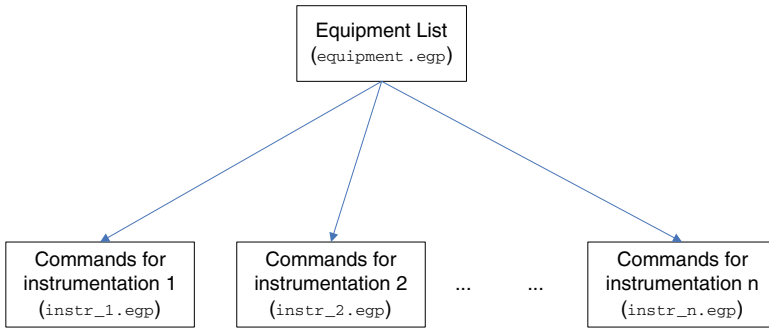 Equipment List
(equipment.egp)
Commands for
instrumentation 1
(instr_1.egp)
Commands for
instrumentation 2
(instr_2.egp)
... ...
Commands for
instrumentation n
(instr_n.egp)